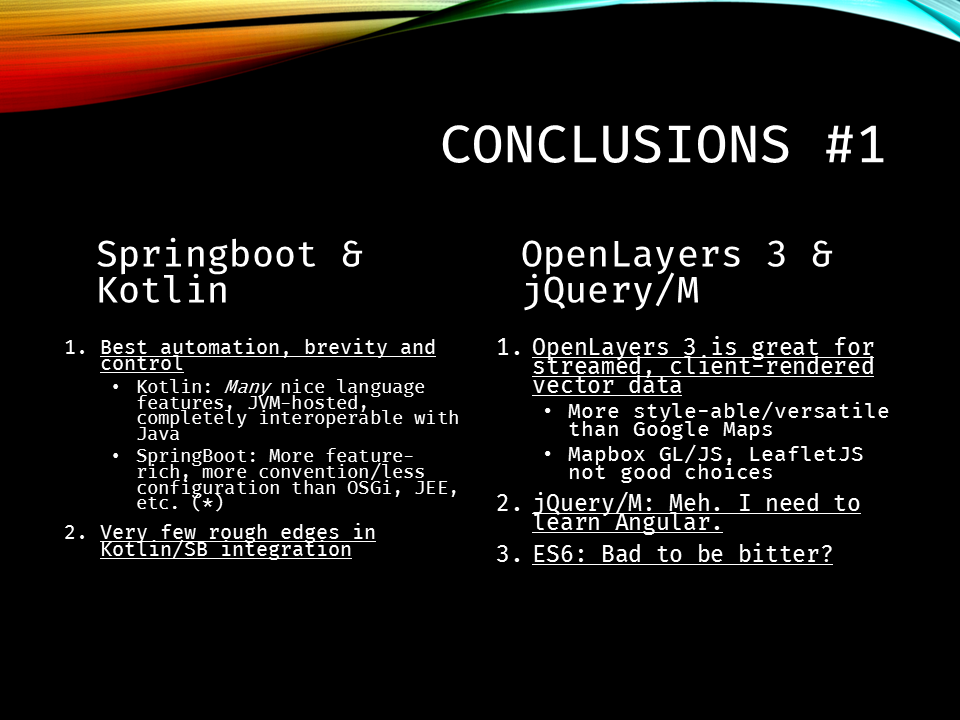 CONCLUSIONS #1
Springboot &
Kotlin
1. Best automation, brevity and
control
• Kotlin: Many nice language
features, JVM-hosted,
completely interoperable with
Java
• SpringBoot: More feature-
rich, more convention/less
configuration than OSGi, JEE,
etc. (*)
2. Very few rough edges in
Kotlin/SB integration
OpenLayers 3 &
jQuery/M
1. OpenLayers 3 is great for
streamed, client-rendered
vector data
• More style-able/versatile
than Google Maps
• Mapbox GL/JS, LeafletJS
not good choices
2. jQuery/M: Meh. I need to
learn Angular.
3. ES6: Bad to be bitter?